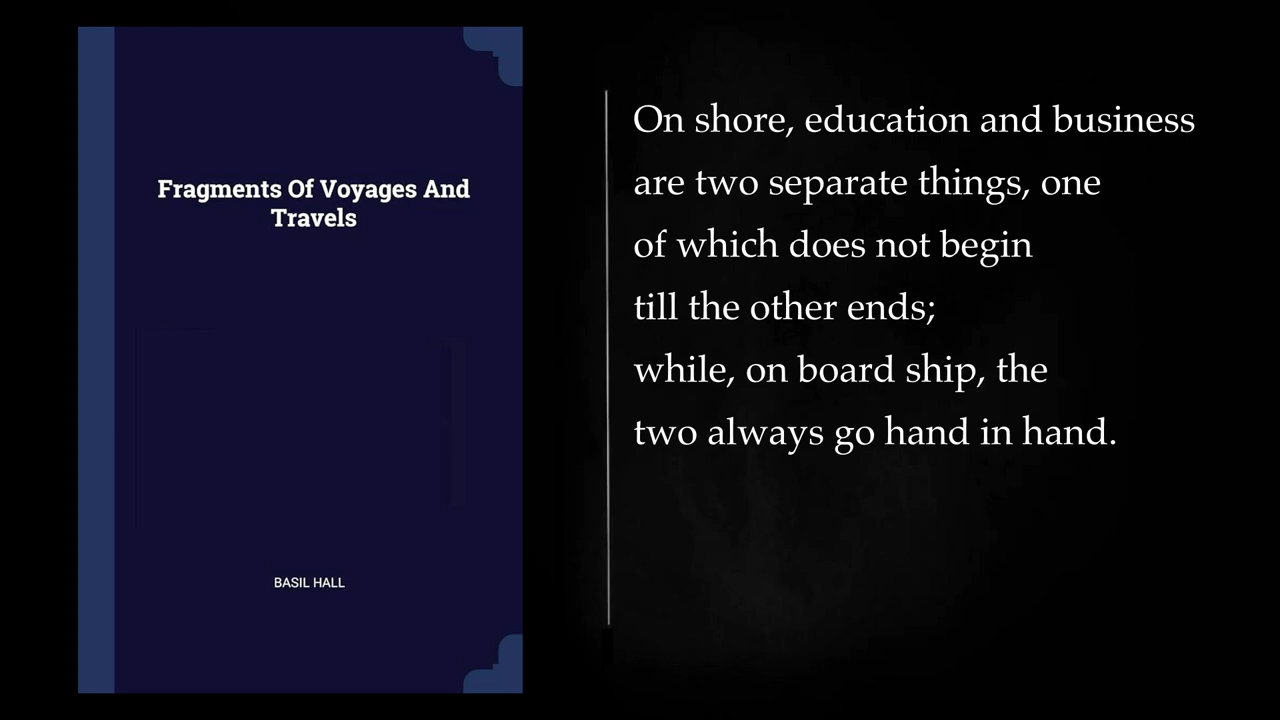 Fragments Of Voyages And
Travels
BASIL HALL
On shore, education and business
are two separate things, one
of which does not begin
till the other ends;
while, on board ship, the
two always go hand in hand.